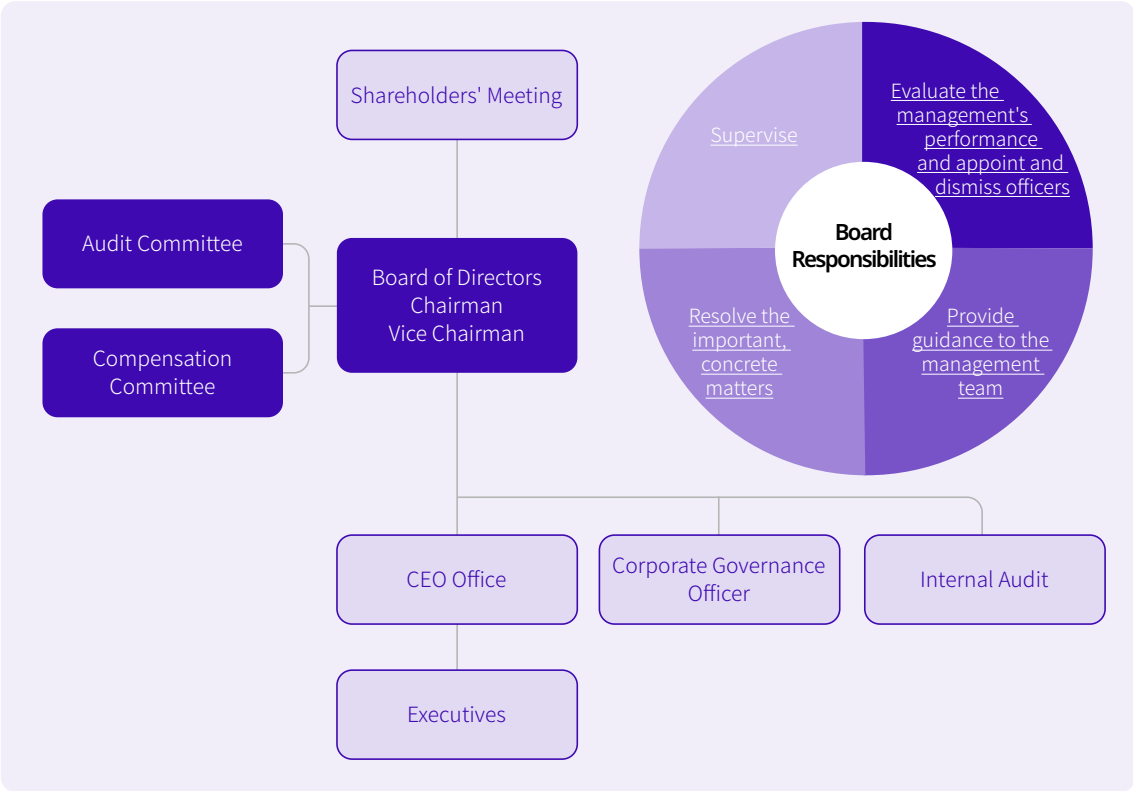 Shareholders' Meeting
Audit Committee
Compensation
Committee
Board of Directors
Chairman
Vice Chairman
CEO Office
Corporate Governance
Officer
Internal Audit
Executives
Supervise
Evaluate the
management's
performance
and appoint and
dismiss officers
Board
Responsibilities
Resolve the
important,
concrete
matters
Provide
guidance to the
management
team